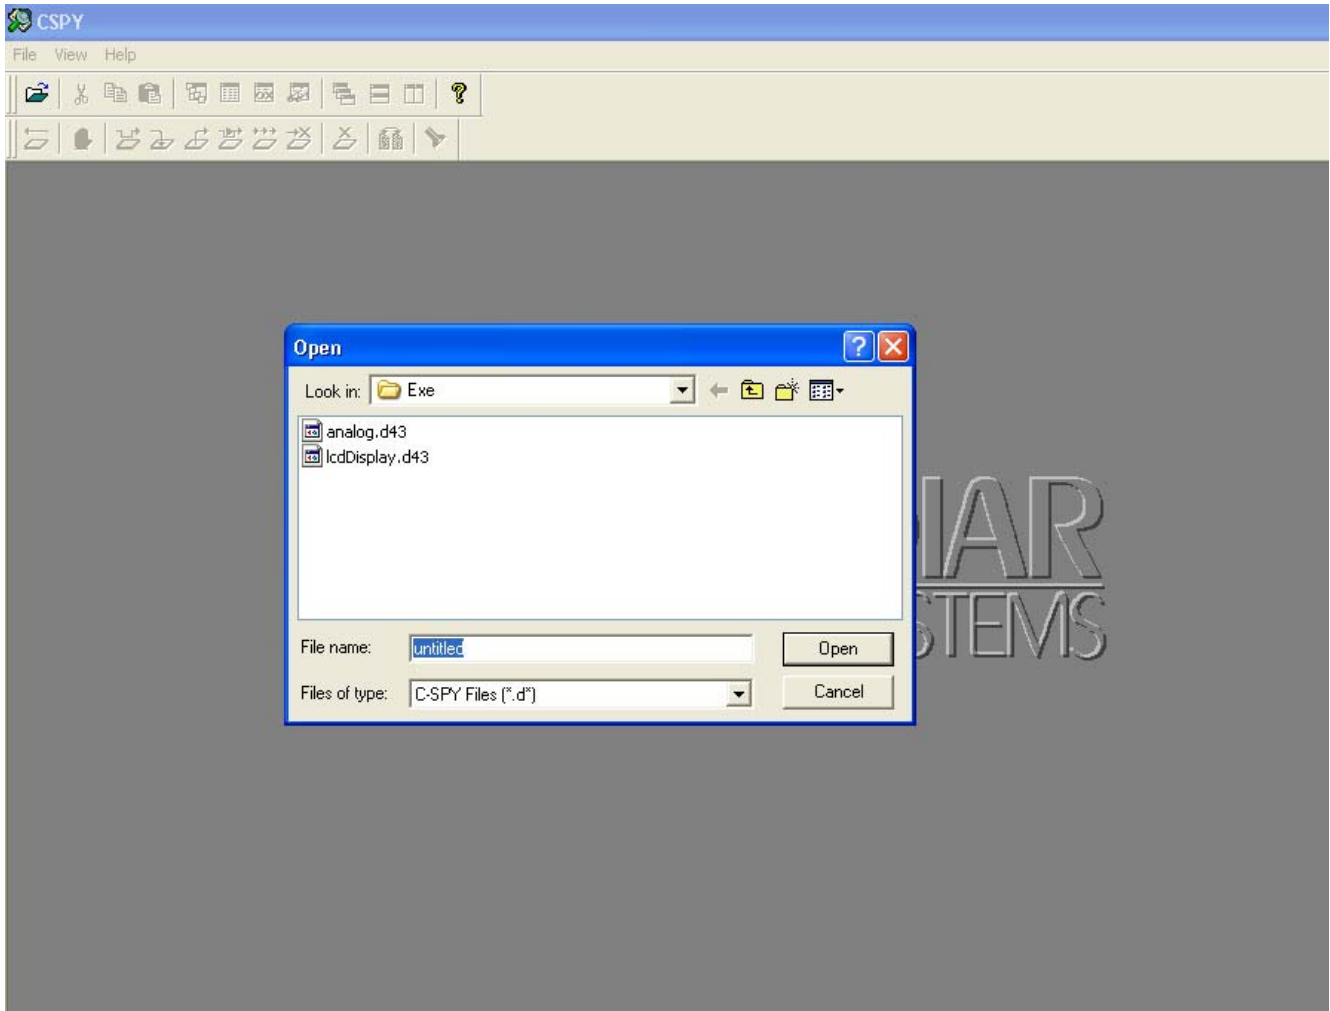 CSPY
File View Help
Open
Look in: Exe
analog.d43
lcdDisplay.d43
IAR
STEMS
File name: untitled
Open
Files of type: C-SPY Files (*.d*)
Cancel